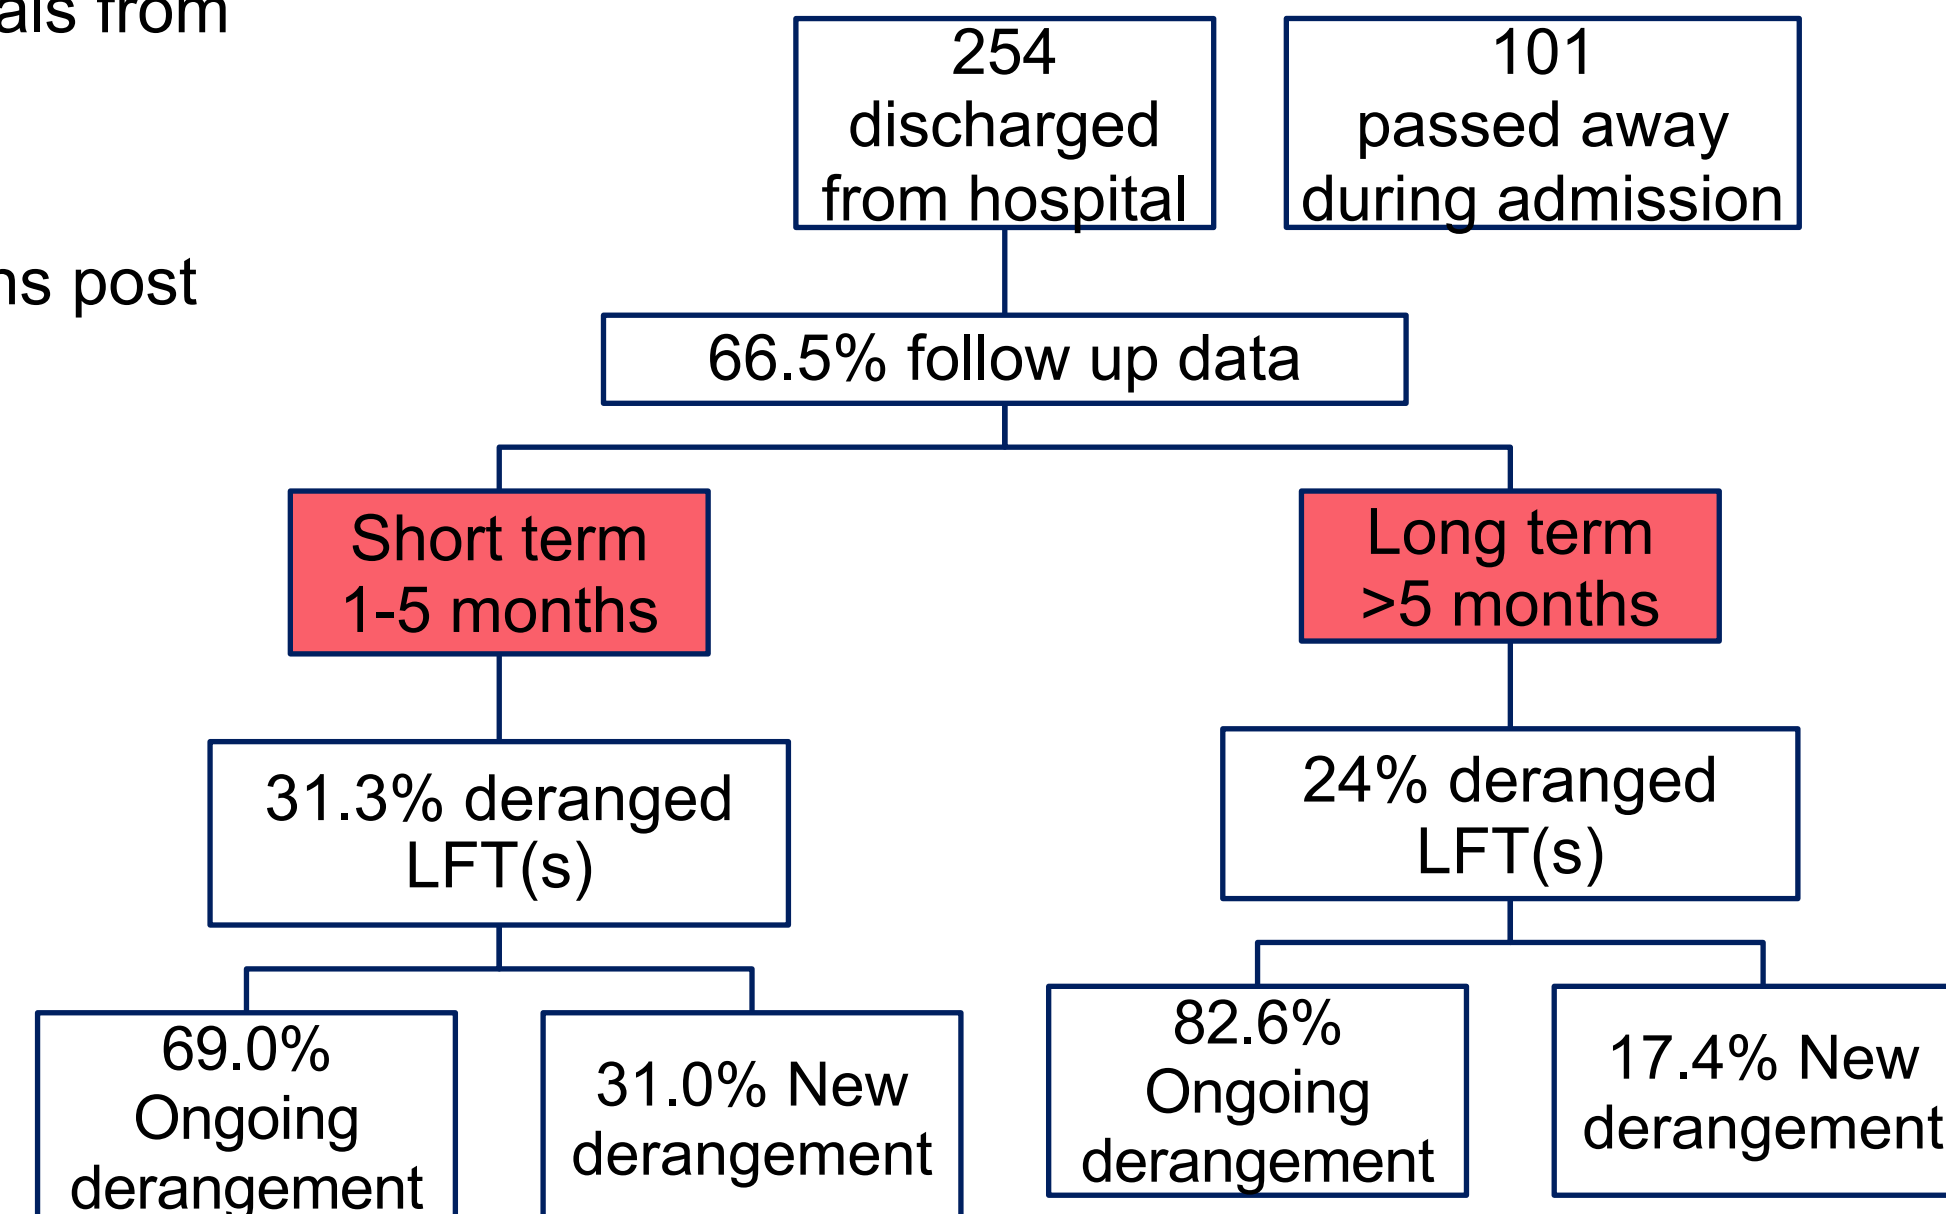 from
post
254
discharged
from hospital
101
passed away
during admission
66.5% follow up data
Short term
1-5 months
Long term
>5 months
31.3% deranged
LFT(s)
24% deranged
LFT(s)
69.0%
Ongoing
derangement
31.0% New
derangement
82.6%
Ongoing
derangement
17.4% New
derangement